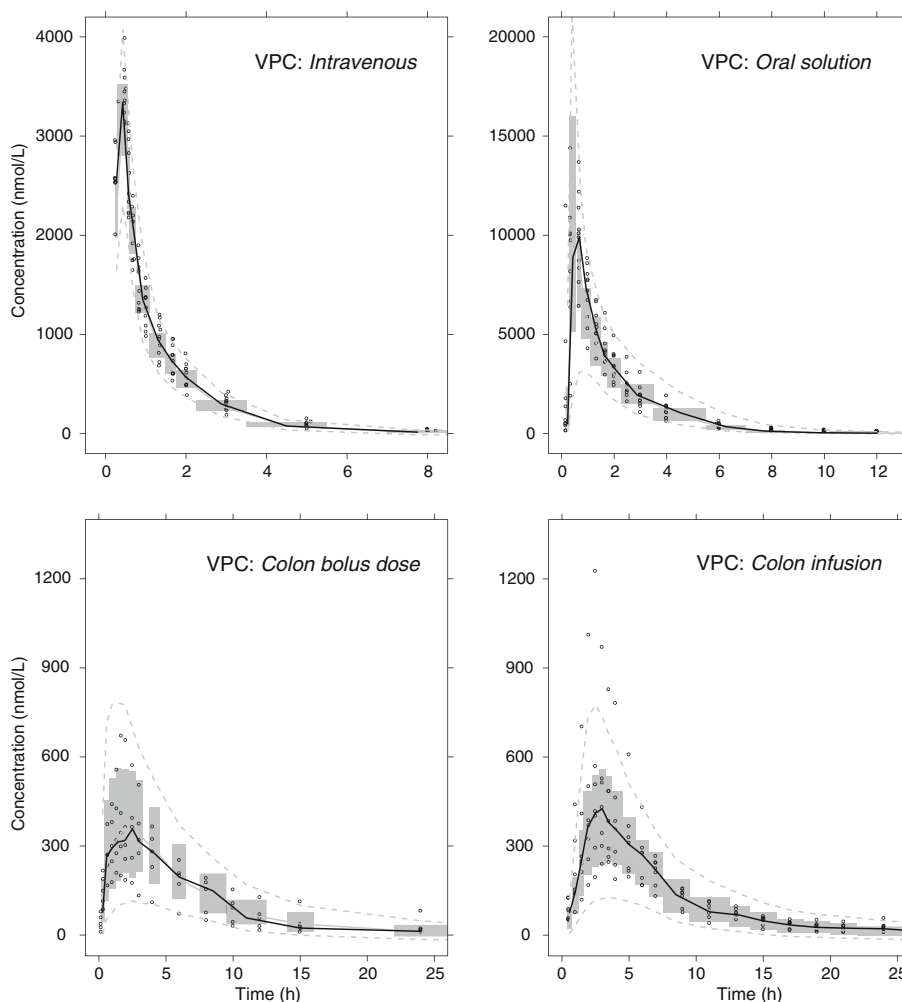 VPC: Intravenous
Concentration (nmol/L)
4000
3000
2000
1000
0
0 2 4 6 8
VPC: Oral solution
20000
15000
10000
5000
0
0 2 4 6 8 10 12
VPC: Colon bolus dose
Concentration (nmol/L)
1200
900
600
300
0
0 5 10 15 20 25
Time (h)
VPC: Colon infusion
1200
900
600
300
0
0 5 10 15 20 25
Time (h)